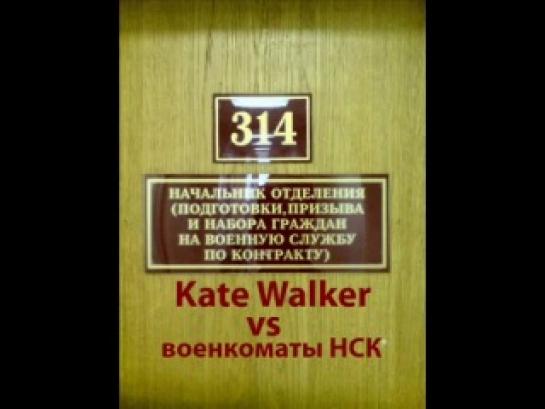 314
НАЧАЛЬНИК ОТДЕЛЕНИЯ
(ПОДГОТОВКИ, ПРИЗЫВА
И НАБОРА ГРАЖДАН
НА ВОЕННУЮ СЛУЖБУ
ПО КОНТРАКТУ)
Kate Walker
vs
военкоматы НСК